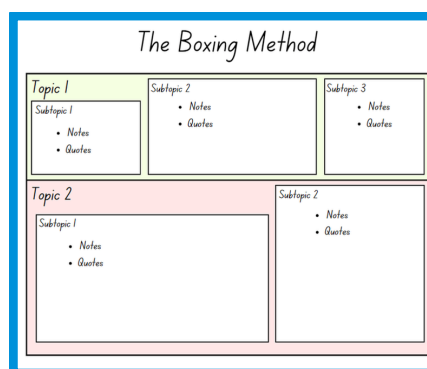 The Boxing Method
Topic 1
Subtopic 1
• Notes
• Quotes
Subtopic 2
• Notes
• Quotes
Subtopic 3
• Notes
• Quotes
Topic 2
Subtopic 1
• Notes
• Quotes
Subtopic 2
• Notes
• Quotes